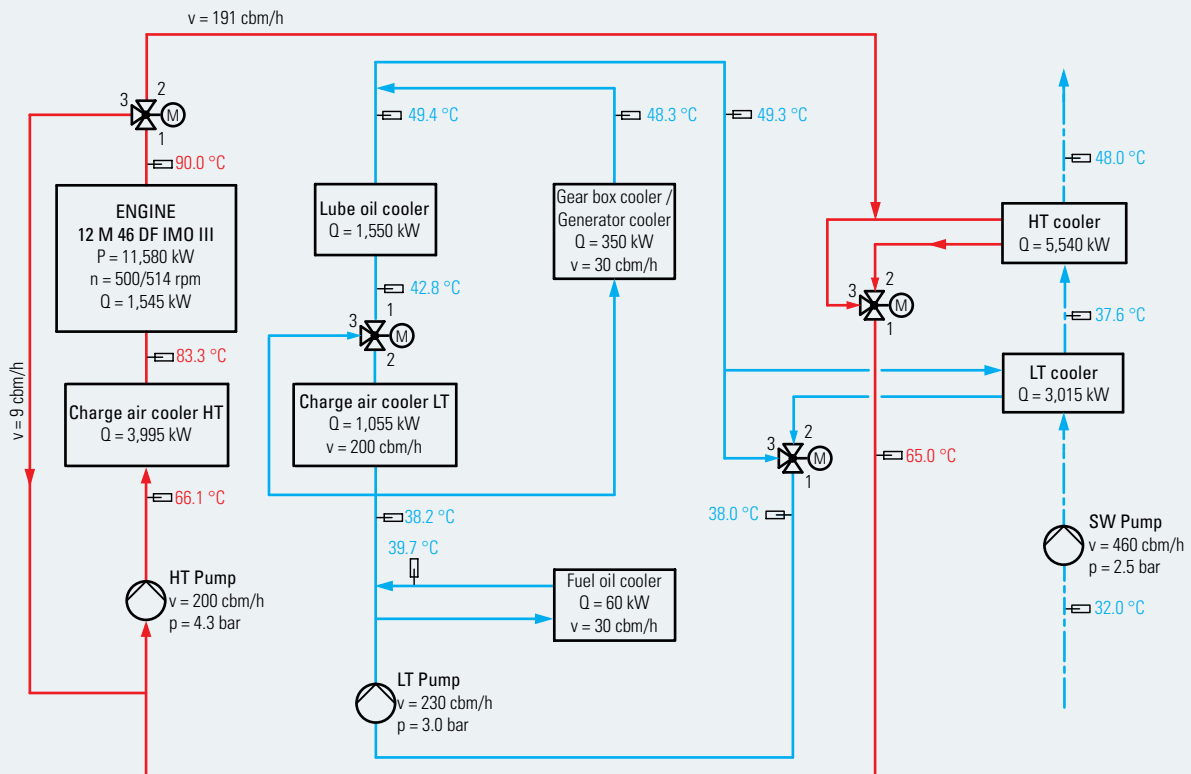 v = 191 cbm/h
3
2
M
1
90.0 °C
ENGINE
12 M 46 DF IMO III
P = 11,580 kW
n = 500/514 rpm
Q = 1,545 kW
83.3 °C
v = 9 cbm/h
Charge air cooler HT
Q = 3,995 kW
66.1 °C
HT Pump
v = 200 cbm/h
p = 4.3 bar
49.4 °C
Lube oil cooler
Q = 1,550 kW
42.8 °C
1
3
M
2
Charge air cooler LT
Q = 1,055 kW
v = 200 cbm/h
38.2 °C
39.7 °C
LT Pump
v = 230 cbm/h
p = 3.0 bar
48.3 °C
Gear box cooler /
Generator cooler
Q = 350 kW
v = 30 cbm/h
Fuel oil cooler
Q = 60 kW
v = 30 cbm/h
49.3 °C
2
3
M
1
38.0 °C
3
2
M
1
65.0 °C
48.0 °C
HT cooler
Q = 5,540 kW
37.6 °C
LT cooler
Q = 3,015 kW
SW Pump
v = 460 cbm/h
p = 2.5 bar
32.0 °C